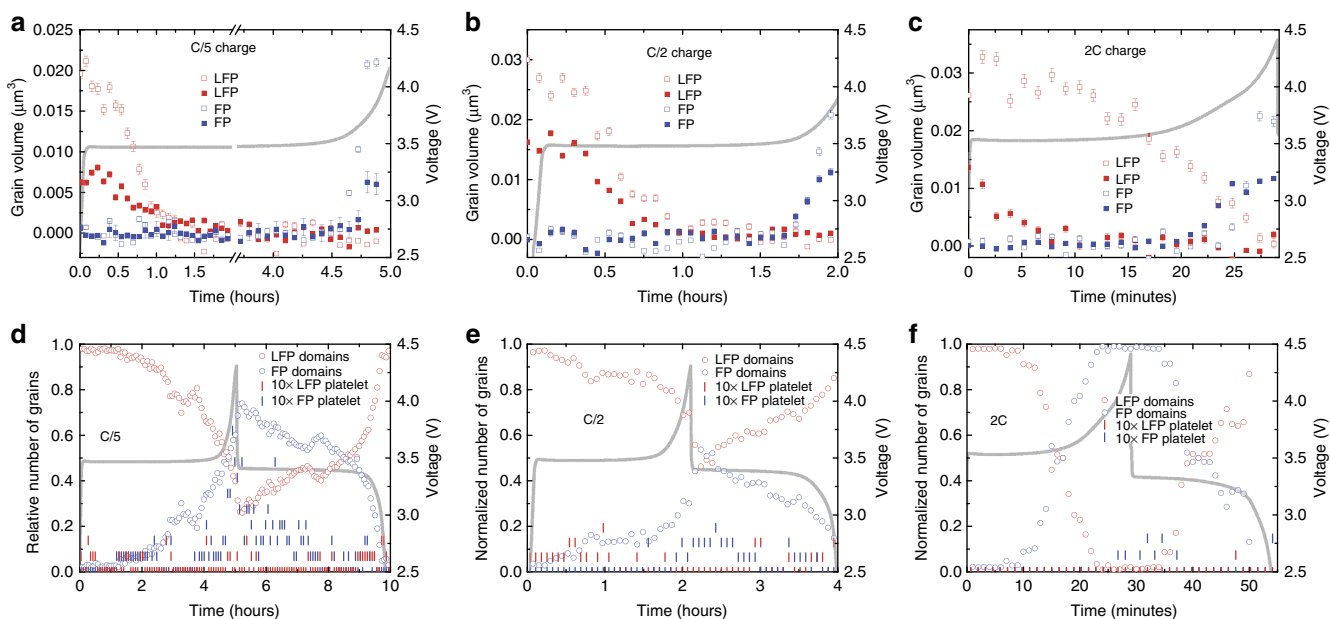 a
C/5 charge
LFP
LFP
FP
FP
0.025
0.020
0.015
0.010
0.005
0.000
Grain volume (μm³)
4.5
4.0
3.5
3.0
2.5
Voltage (V)
0.0 0.5 1.0 1.5 4.0 4.5 5.0
Time (hours)
b
C/2 charge
LFP
LFP
FP
FP
0.03
0.02
0.01
0.00
Grain volume (μm³)
4.5
4.0
3.5
3.0
2.5
Voltage (V)
0.0 0.5 1.0 1.5 2.0
Time (hours)
c
2C charge
LFP
LFP
FP
FP
0.03
0.02
0.01
0.00
Grain volume (μm³)
4.5
4.0
3.5
3.0
2.5
Voltage (V)
0 5 10 15 20 25
Time (minutes)
d
C/5
LFP domains
FP domains
10× LFP platelet
10× FP platelet
1.0
0.8
0.6
0.4
0.2
0.0
Relative number of grains
4.5
4.0
3.5
3.0
2.5
Voltage (V)
0 2 4 6 8 10
Time (hours)
e
C/2
LFP domains
FP domains
10× LFP platelet
10× FP platelet
1.0
0.8
0.6
0.4
0.2
0.0
Normalized number of grains
4.5
4.0
3.5
3.0
2.5
Voltage (V)
0 1 2 3 4
Time (hours)
f
2C
LFP domains
FP domains
10× LFP platelet
10× FP platelet
1.0
0.8
0.6
0.4
0.2
0.0
Normalized number of grains
4.5
4.0
3.5
3.0
2.5
Voltage (V)
0 10 20 30 40 50
Time (minutes)